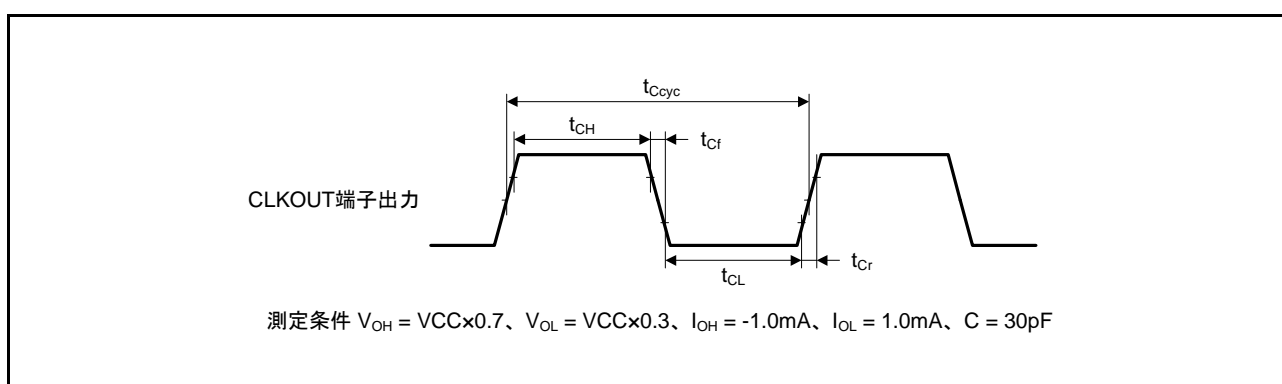 tCcyc
tCH
tCf
CLKOUT端子出力
tCL
tCr
測定条件 VOH = VCC×0.7、VOL = VCC×0.3、IOH = -1.0mA、IOL = 1.0mA、C = 30pF